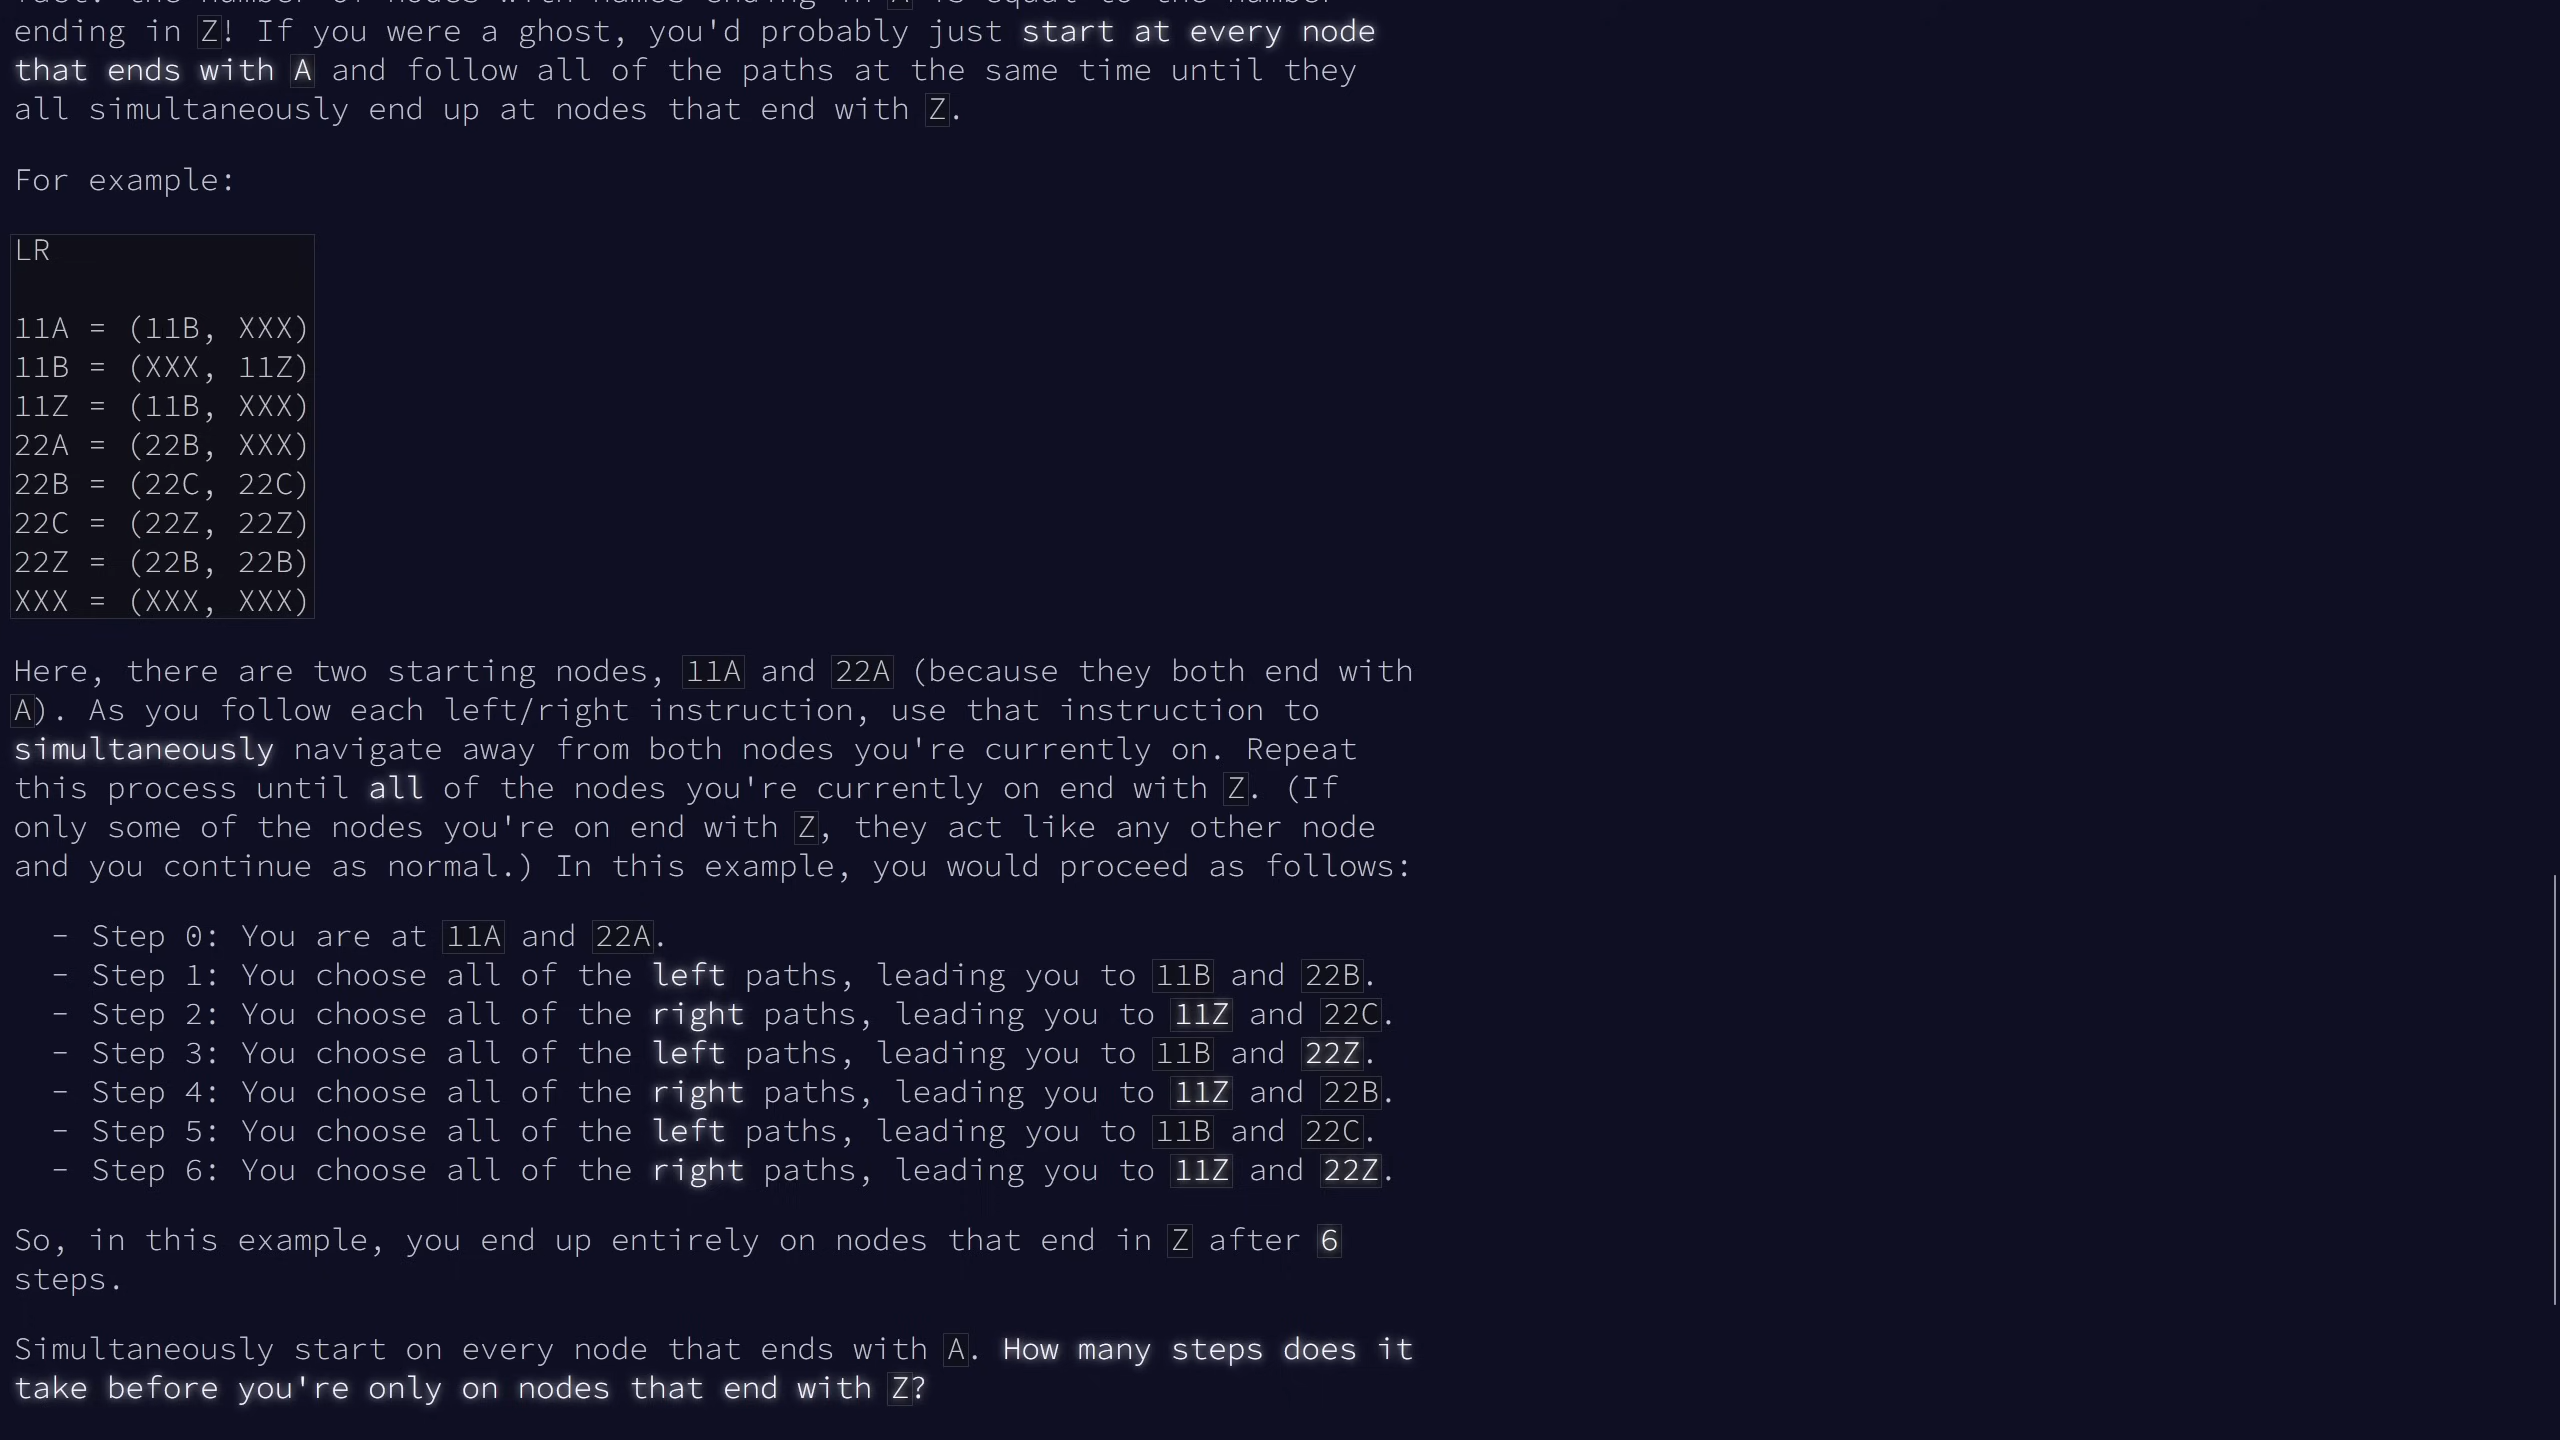 ending in Z! If you were a ghost, you'd probably just start at every node
that ends with A and follow all of the paths at the same time until they
all simultaneously end up at nodes that end with Z.
For example:
LR
11A = (11B, XXX)
11B = (XXX, 11Z)
11Z = (11B, XXX)
22A = (22B, XXX)
22B = (22C, 22C)
22C = (22Z, 22Z)
22Z = (22B, 22B)
XXX = (XXX, XXX)
Here, there are two starting nodes, 11A and 22A (because they both end with
A). As you follow each left/right instruction, use that instruction to
simultaneously navigate away from both nodes you're currently on. Repeat
this process until all of the nodes you're currently on end with Z. (If
only some of the nodes you're on end with Z, they act like any other node
and you continue as normal.) In this example, you would proceed as follows:
- Step 0: You are at 11A and 22A.
- Step 1: You choose all of the left paths, leading you to 11B and 22B.
- Step 2: You choose all of the right paths, leading you to 11Z and 22C.
- Step 3: You choose all of the left paths, leading you to 11B and 22Z.
- Step 4: You choose all of the right paths, leading you to 11Z and 22B.
- Step 5: You choose all of the left paths, leading you to 11B and 22C.
- Step 6: You choose all of the right paths, leading you to 11Z and 22Z.
So, in this example, you end up entirely on nodes that end in Z after 6
steps.
Simultaneously start on every node that ends with A. How many steps does it
take before you're only on nodes that end with Z?